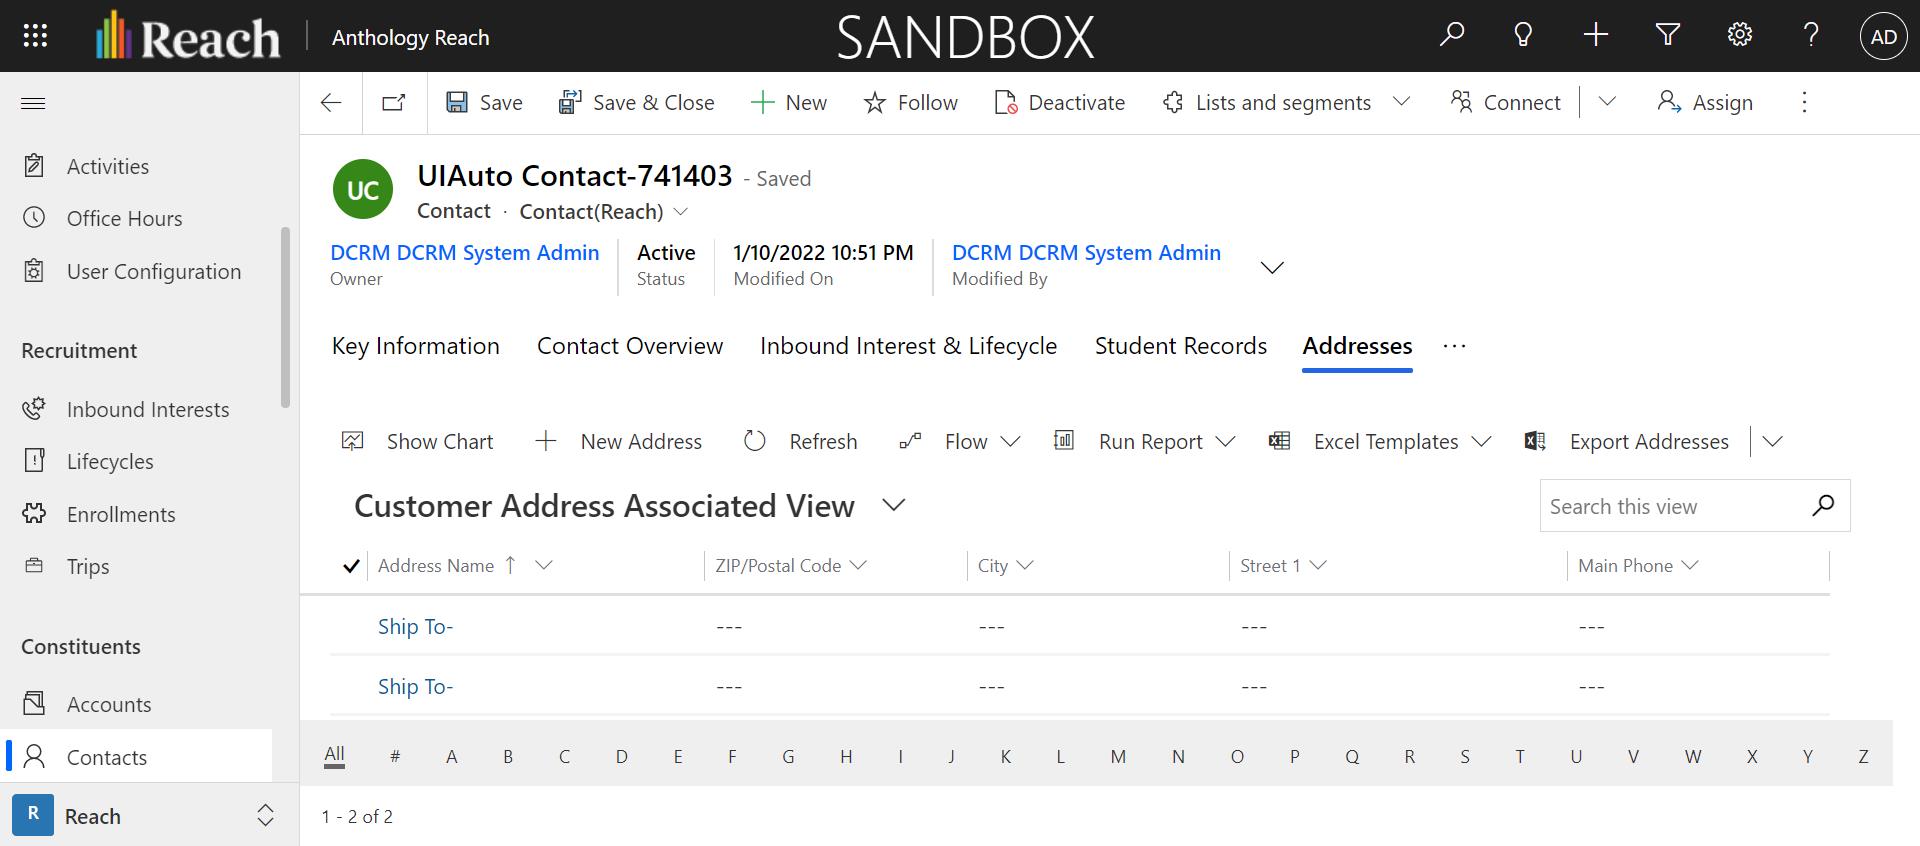 Reach
Anthology Reach
SANDBOX
AD
Save
Save & Close
New
Follow
Deactivate
Lists and segments
Connect
Assign
Activities
Office Hours
User Configuration
Recruitment
Inbound Interests
Lifecycles
Enrollments
Trips
Constituents
Accounts
Contacts
R Reach
UC
UIAuto Contact-741403 - Saved
Contact · Contact(Reach)
DCRM DCRM System Admin
Owner
Active
Status
1/10/2022 10:51 PM
Modified On
DCRM DCRM System Admin
Modified By
Key Information
Contact Overview
Inbound Interest & Lifecycle
Student Records
Addresses
...
Show Chart
New Address
Refresh
Flow
Run Report
Excel Templates
Export Addresses
Customer Address Associated View
Search this view
Address Name ↑
ZIP/Postal Code
City
Street 1
Main Phone
Ship To- --- --- --- ---
Ship To- --- --- --- ---
All # A B C D E F G H I J K L M N O P Q R S T U V W X Y Z
1 - 2 of 2